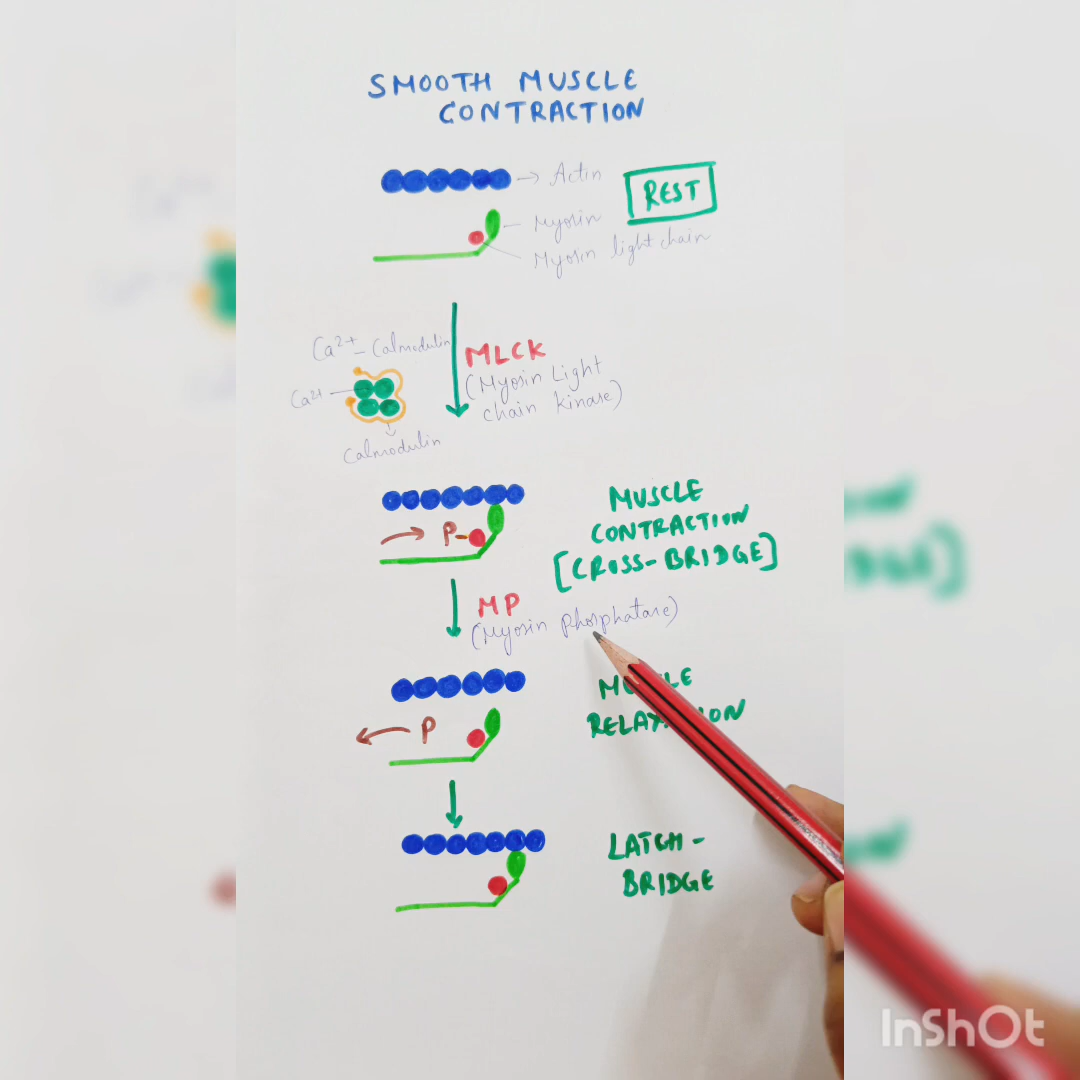 SMOOTH MUSCLE
CONTRACTION
Actin
REST
Myosin
Myosin light chain
Ca²⁺ - Calmodulin
MLCK
(Myosin Light
chain kinase)
Ca²⁺
Calmodulin
MUSCLE
CONTRACTION
[CROSS-BRIDGE]
P
MP
(Myosin phosphatase)
RELAXATION
P
LATCH-
BRIDGE
InShOt